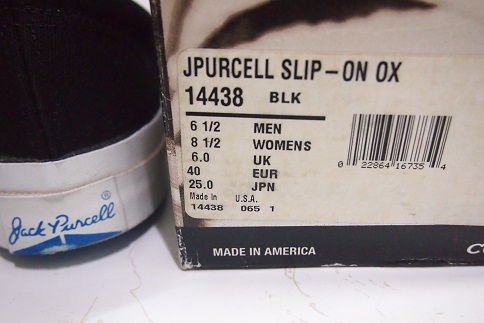 JPURCELL SLIP-ON OX
14438 BLK
6 1/2 MEN
8 1/2 WOMENS
6.0 UK
40 EUR
25.0 JPN
Made in U.S.A.
14438 065 1
0 22864 16735 4
MADE IN AMERICA
Jack Purcell®